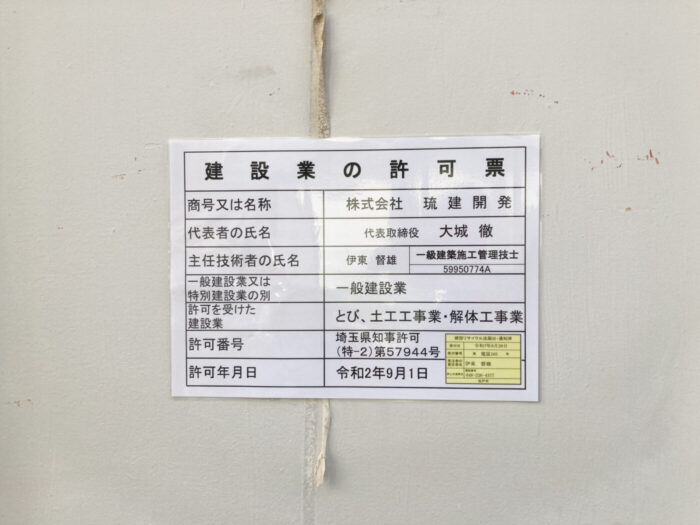 建設業の許可票
商号又は名称 株式会社 琉建開発
代表者の氏名 代表取締役 大城 徹
主任技術者の氏名 伊東 督雄 一級建築施工管理技士
59950774A
一般建設業又は
特別建設業の別 一般建設業
許可を受けた
建設業 とび、土工工事業・解体工事業
許可番号 埼玉県知事許可
(特-2)第57944号
許可年月日 令和2年9月1日
伊東 督雄